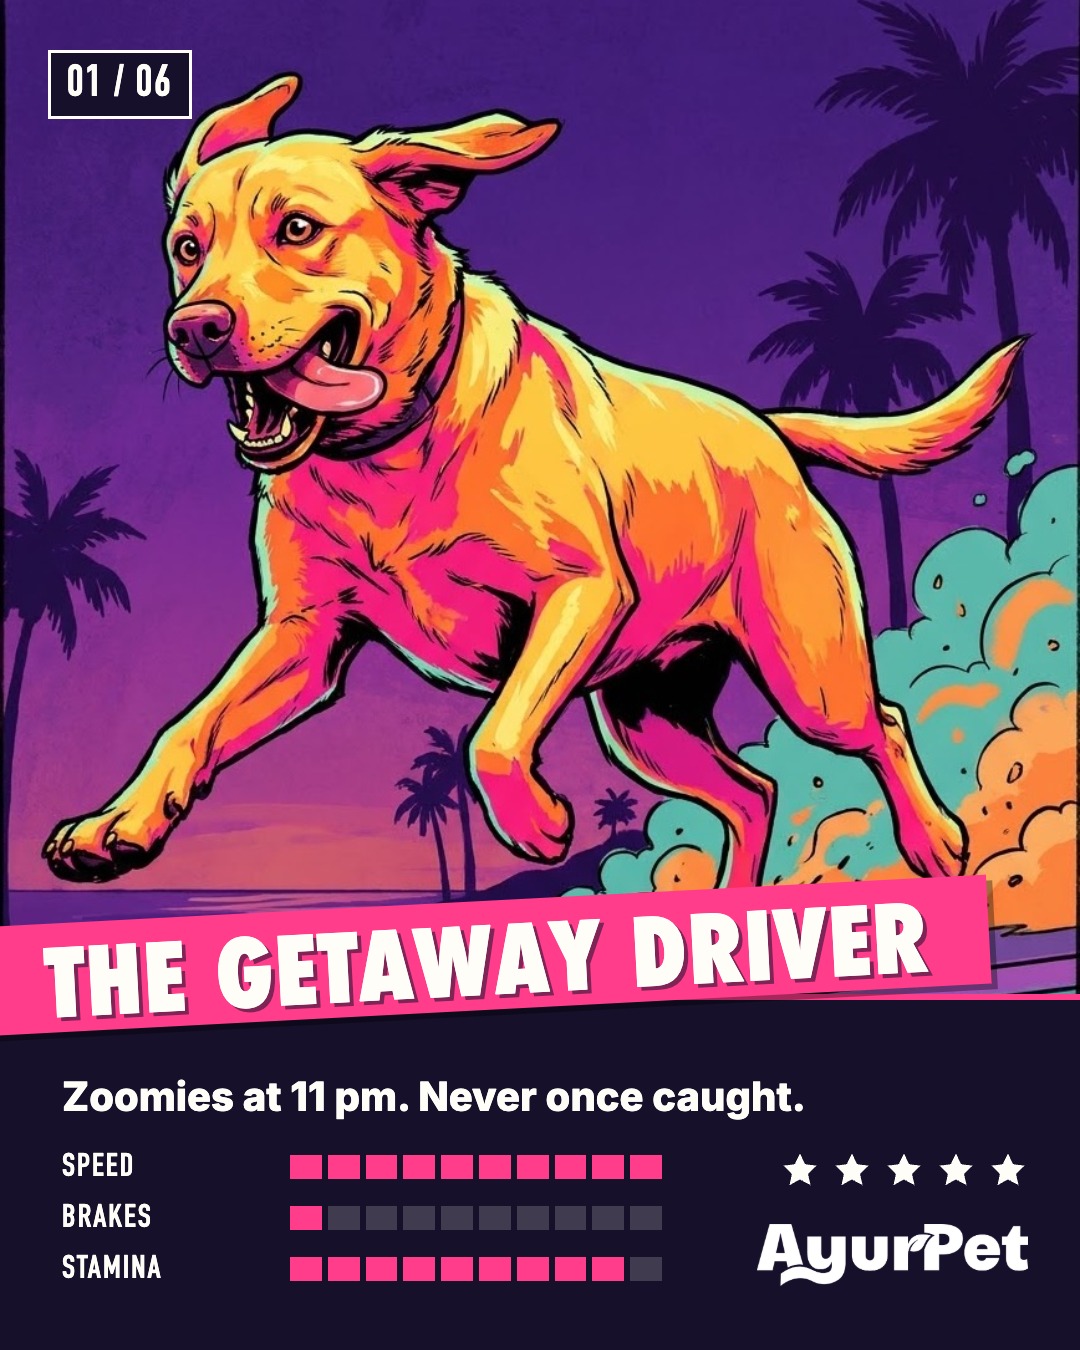 01 / 06
THE GETAWAY DRIVER
Zoomies at 11 pm. Never once caught.
SPEED
BRAKES
STAMINA
AyurPet